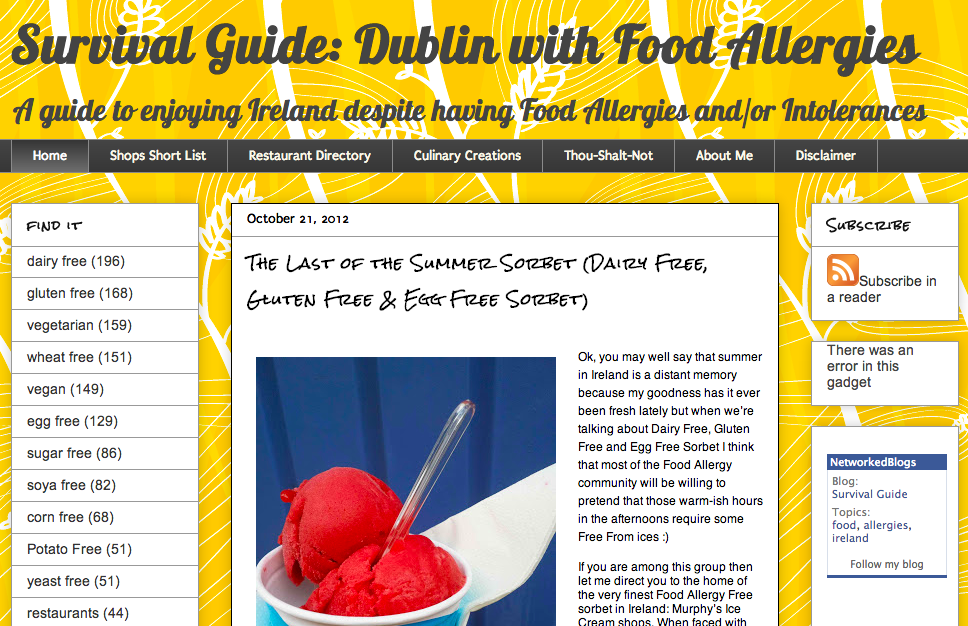 Survival Guide: Dublin with Food Allergies
A guide to enjoying Ireland despite having Food Allergies and/or Intolerances
Home
Shops Short List
Restaurant Directory
Culinary Creations
Thou-Shalt-Not
About Me
Disclaimer
Find it
dairy free (196)
gluten free (168)
vegetarian (159)
wheat free (151)
vegan (149)
egg free (129)
sugar free (86)
soya free (82)
corn free (68)
Potato Free (51)
yeast free (51)
restaurants (44)
October 21, 2012
The Last of the Summer Sorbet (Dairy Free,
Gluten Free & Egg Free Sorbet)
Ok, you may well say that summer
in Ireland is a distant memory
because my goodness has it ever
been fresh lately but when we're
talking about Dairy Free, Gluten
Free and Egg Free Sorbet I think
that most of the Food Allergy
community will be willing to
pretend that those warm-ish hours
in the afternoons require some
Free From ices :)
If you are among this group then
let me direct you to the home of
the very finest Food Allergy Free
sorbet in Ireland: Murphy's Ice
Cream shops. When faced with
Subscribe
Subscribe in
a reader
There was an
error in this
gadget
NetworkedBlogs
Blog:
Survival Guide
Topics:
food, allergies,
ireland
Follow my blog